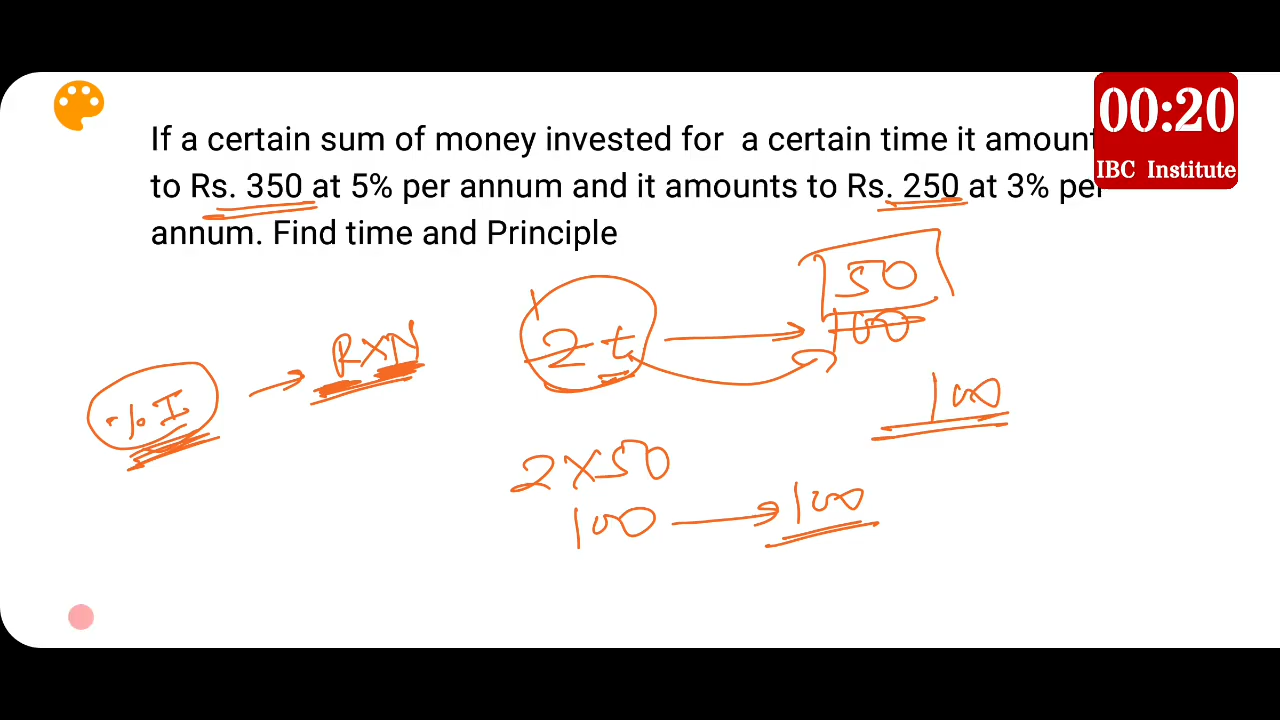 If a certain sum of money invested for a certain time it amount
to Rs. 350 at 5% per annum and it amounts to Rs. 250 at 3% per
annum. Find time and Principle
00:20
IBC Institute
% I → R×N
1
2 t → 100
50
100
2×50
100 → 100